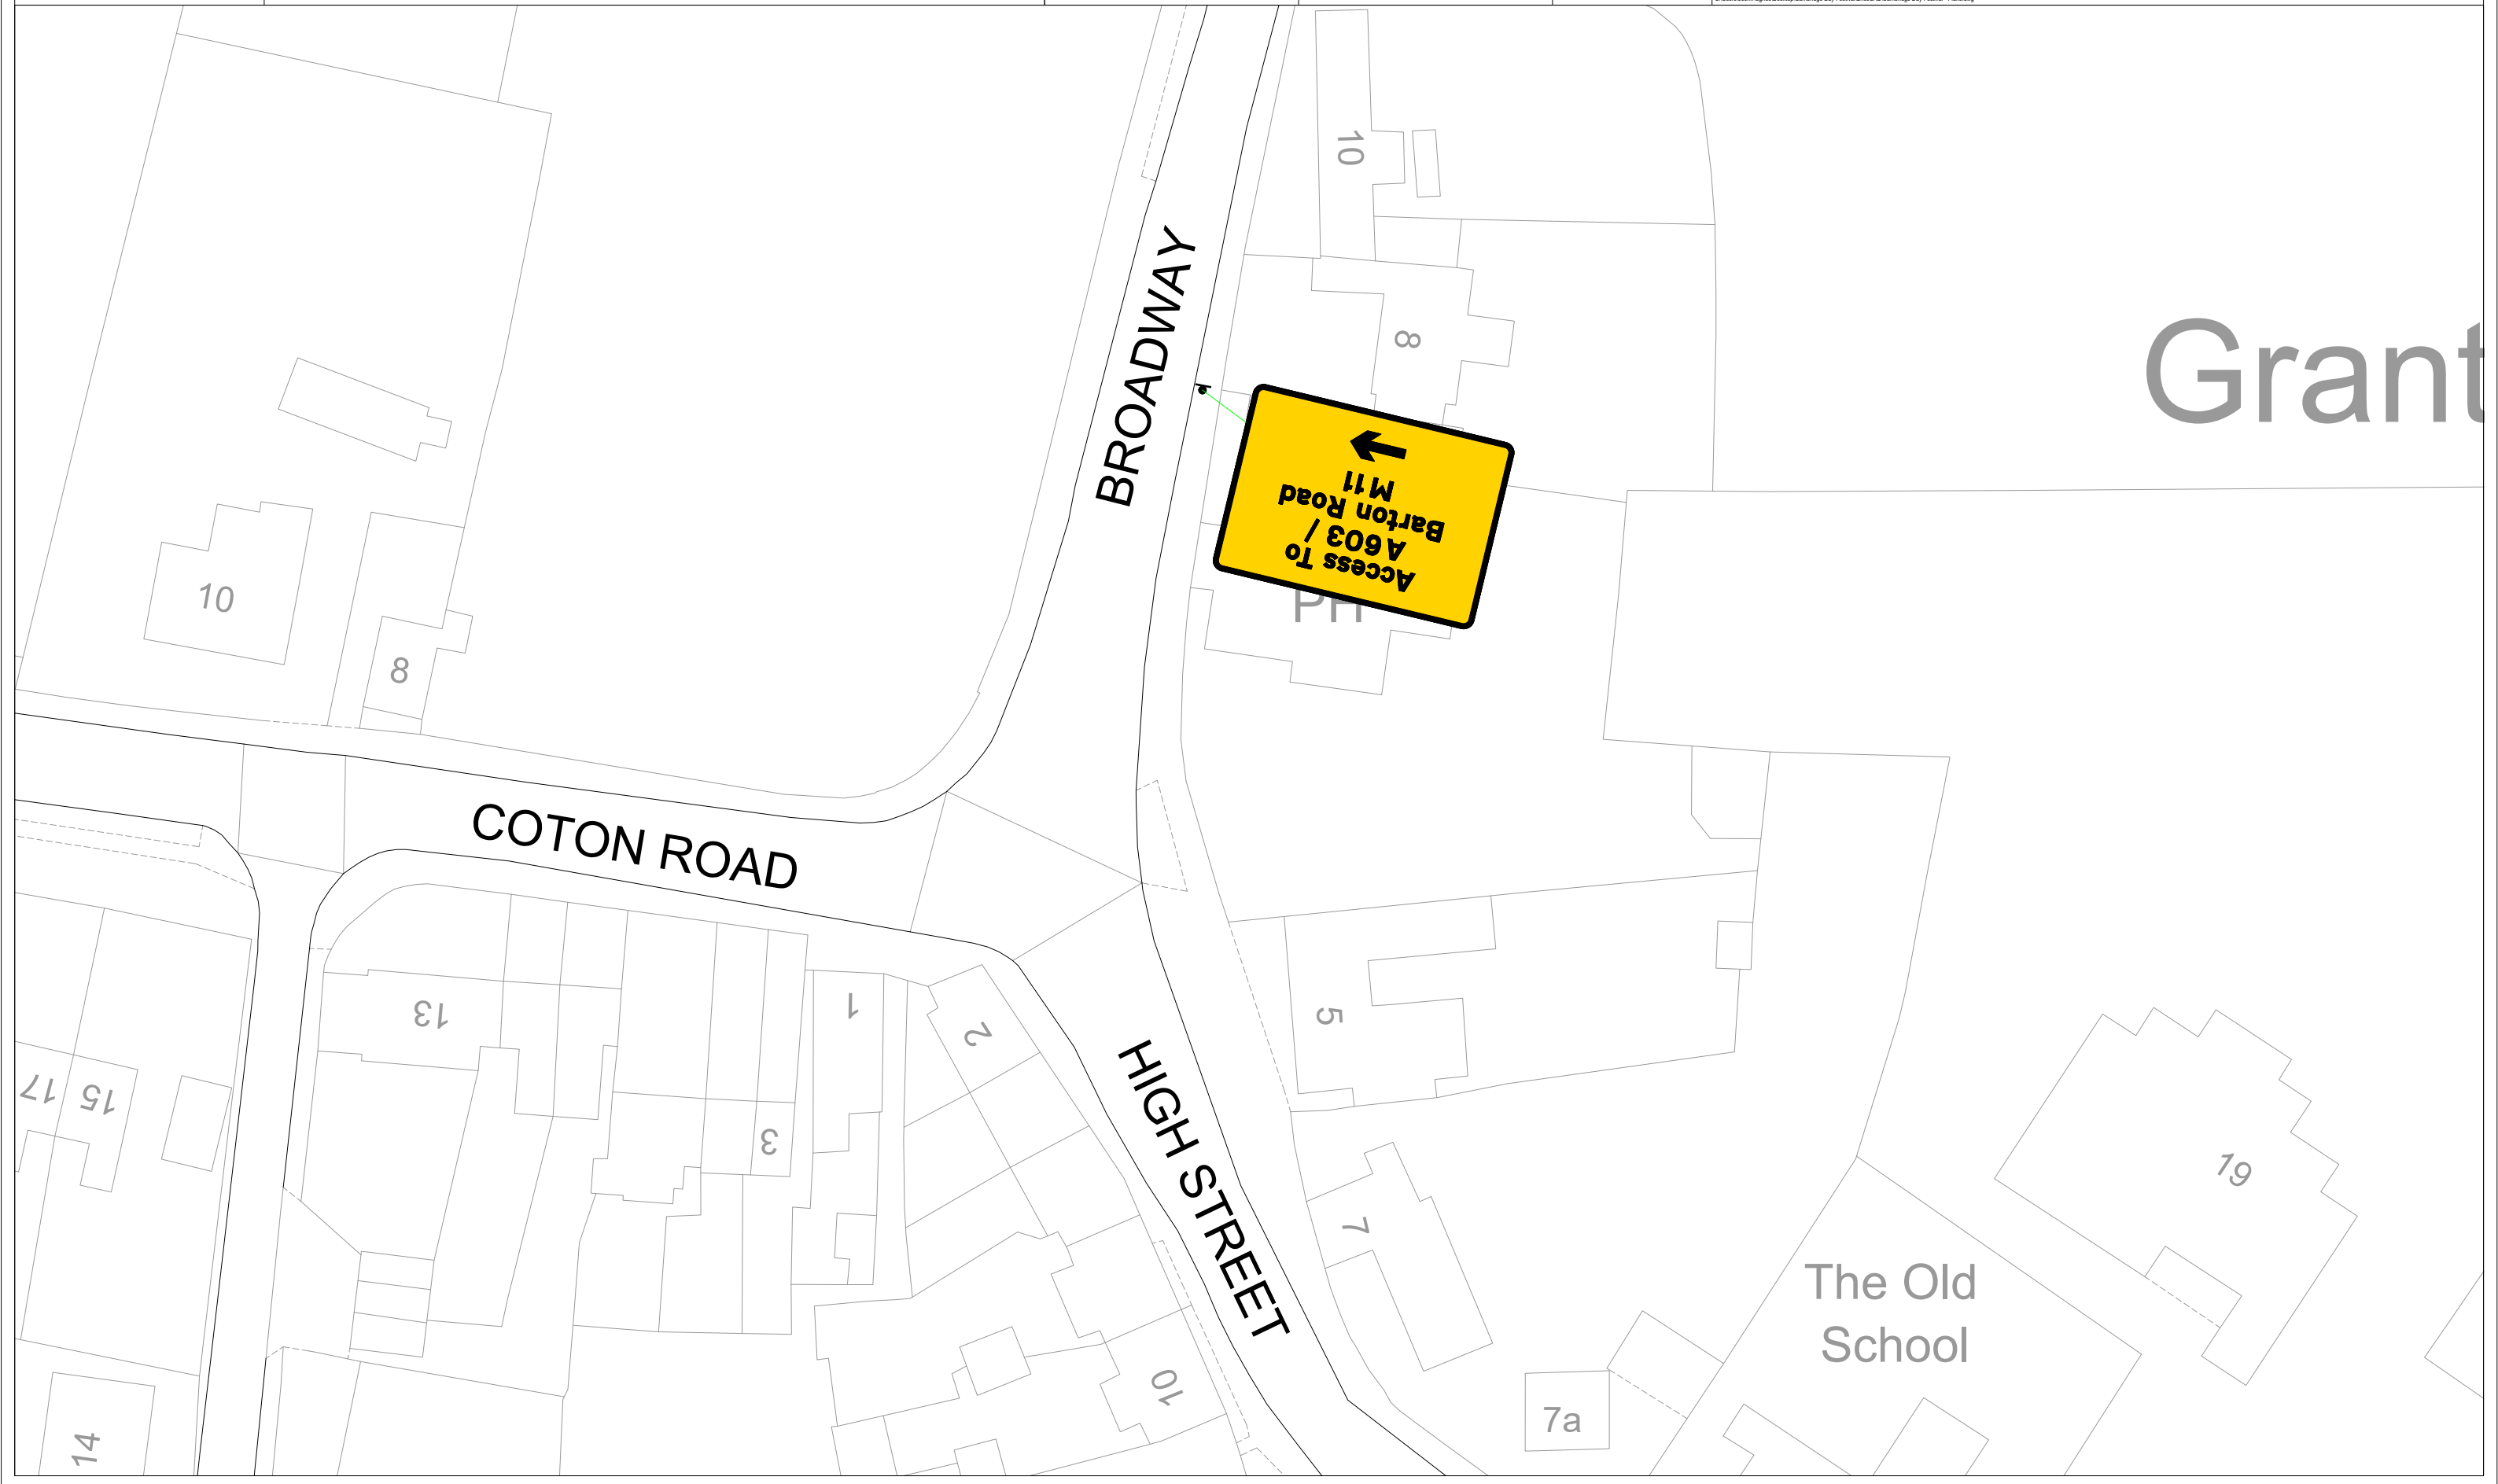 10
Grant
8
BROADWAY
Access To
A603 /
Barton Road
M11
PH
10
8
COTON ROAD
13
1
2
5
17
15
3
HIGH STREET
19
7
The Old
School
10
7a
14